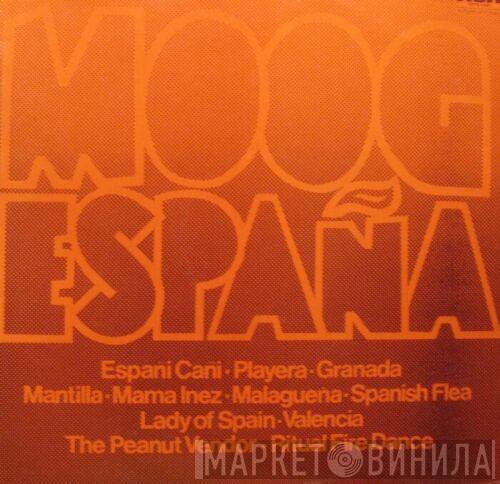 MOOG
ESPAÑA
Espani Cani · Playera · Granada
Mantilla · Mama Inez · Malaguena · Spanish Flea
Lady of Spain · Valencia
The Peanut Vendor · Ritual Fire Dance
МАРКЕТ ВИНИЛА